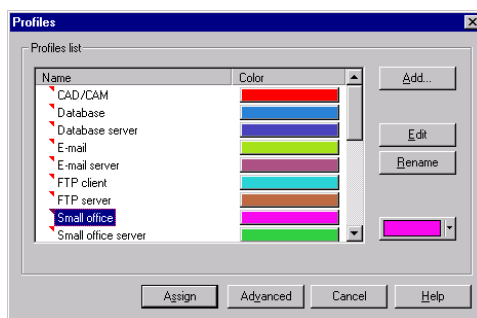 Profiles
Profiles list
Name Color
CAD/CAM
Database
Database server
E-mail
E-mail server
FTP client
FTP server
Small office
Small office server
Add...
Edit
Rename
Assign Advanced Cancel Help